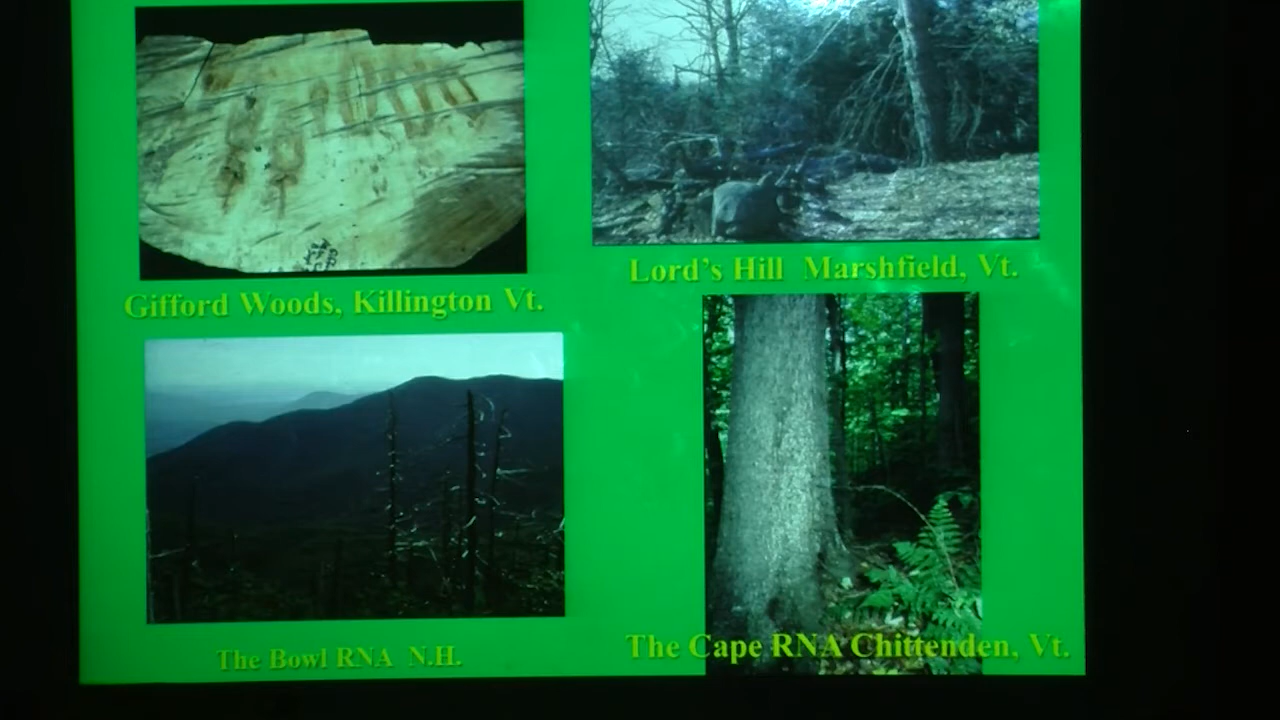 Gifford Woods, Killington Vt.
Lord's Hill Marshfield, Vt.
The Bowl RNA N.H.
The Cape RNA Chittenden, Vt.